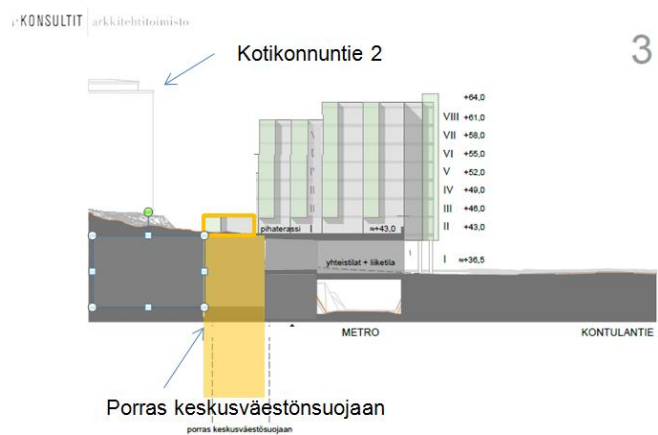 KONSULTIT arkkitehtitoimisto
3
Kotikonnuntie 2
+64,0
VIII +61,0
VII +58,0
VI +55,0
V +52,0
IV +49,0
III +46,0
II +43,0
pihaterassi I ≈+43,0
yhteistilat + liiketila
I ≈+36,5
METRO
KONTULANTIE
Porras keskusväestönsuojaan
porras keskusväestösuojaan